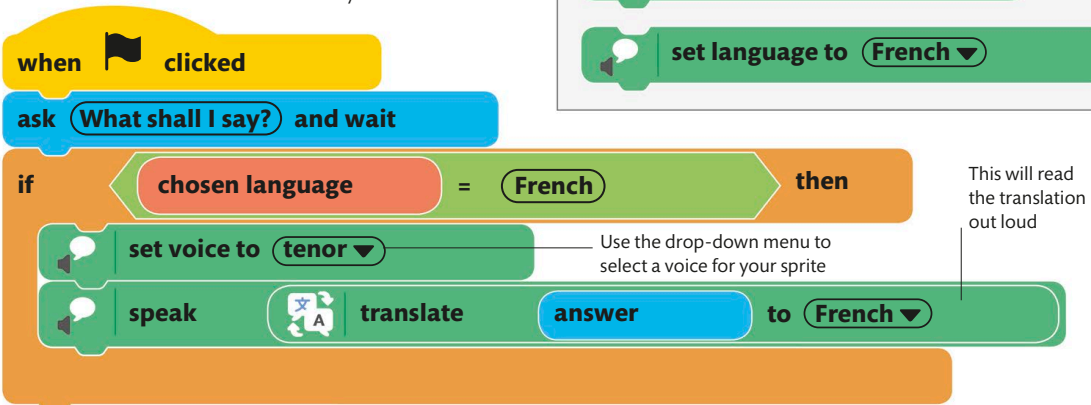 set language to French
when clicked
ask What shall I say? and wait
if chosen language = French then
This will read
the translation
out loud
set voice to tenor
Use the drop-down menu to
select a voice for your sprite
speak 文 A translate answer to French